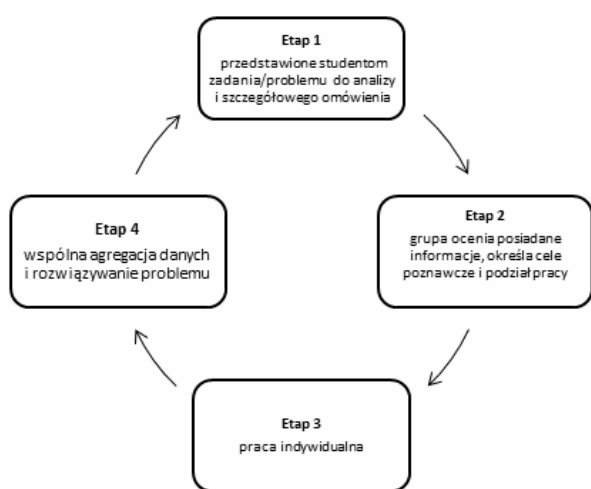 Etap 1
przedstawione studentom
zadania/problemu do analizy
i szczegółowego omówienia
Etap 2
grupa ocenia posiadane
informacje, określa cele
poznawcze i podział pracy
Etap 3
praca indywidualna
Etap 4
wspólna agregacja danych
i rozwiązywanie problemu